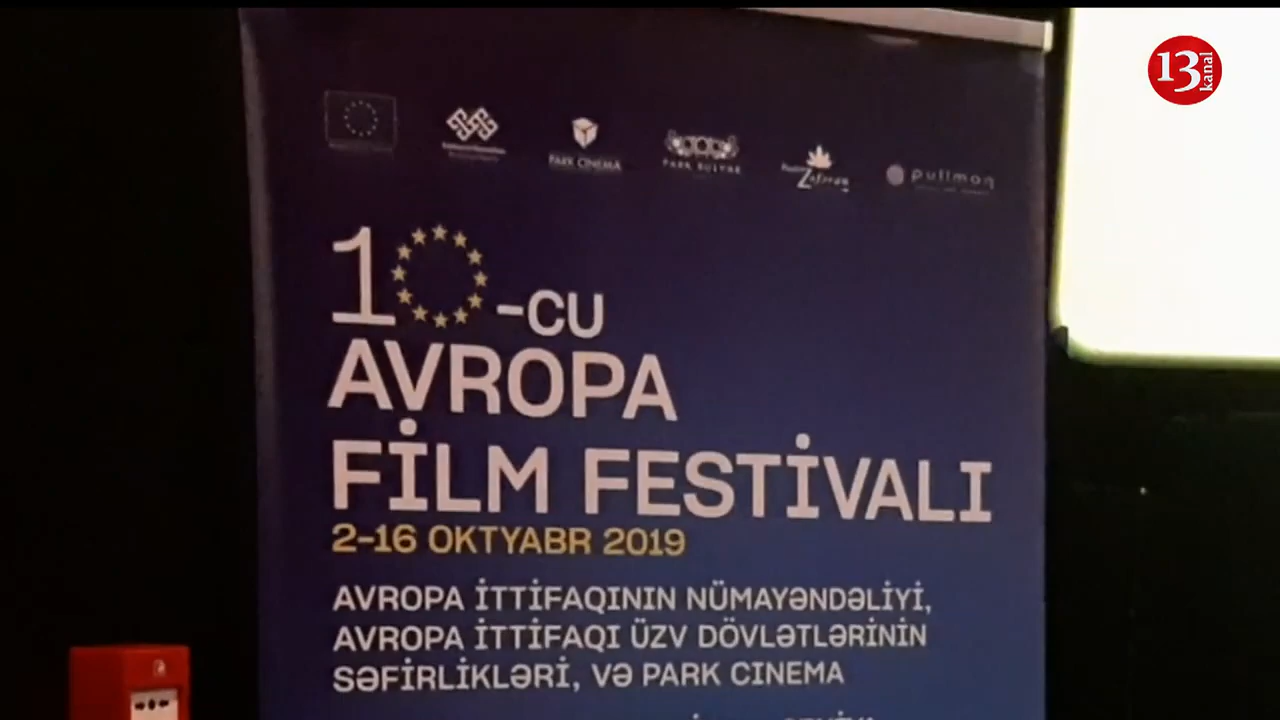 13 kanal
PARK CINEMA
PARK BULVAR
Zəfəran
pullman
10-CU
AVROPA
FİLM FESTİVALI
2-16 OKTYABR 2019
AVROPA İTTİFAQININ NÜMAYƏNDƏLİYİ,
AVROPA İTTİFAQI ÜZV DÖVLƏTLƏRİNİN
SƏFİRLİKLƏRİ, VƏ PARK CINEMA